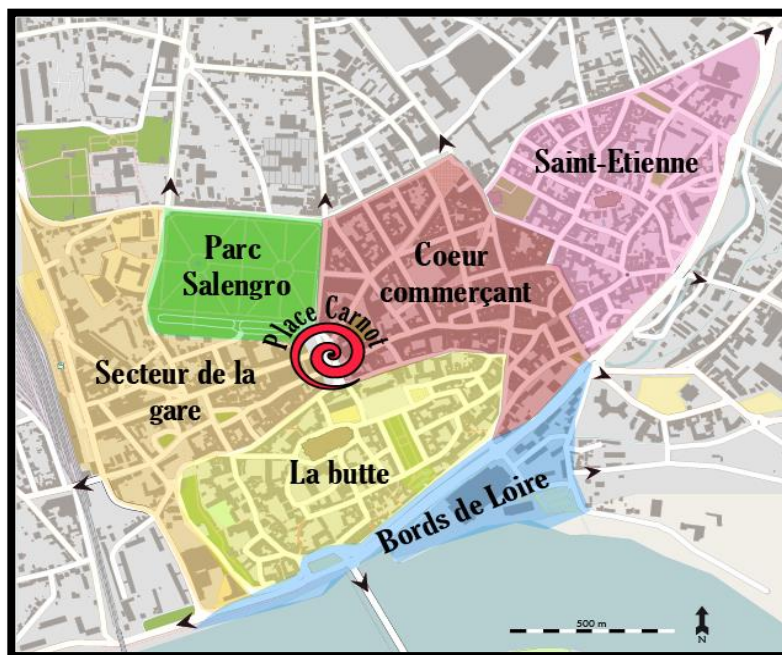 Saint-Etienne
Parc
Salengro
Coeur
commerçant
Place Carnot
Secteur de la
gare
La butte
Bords de Loire
500 m
N